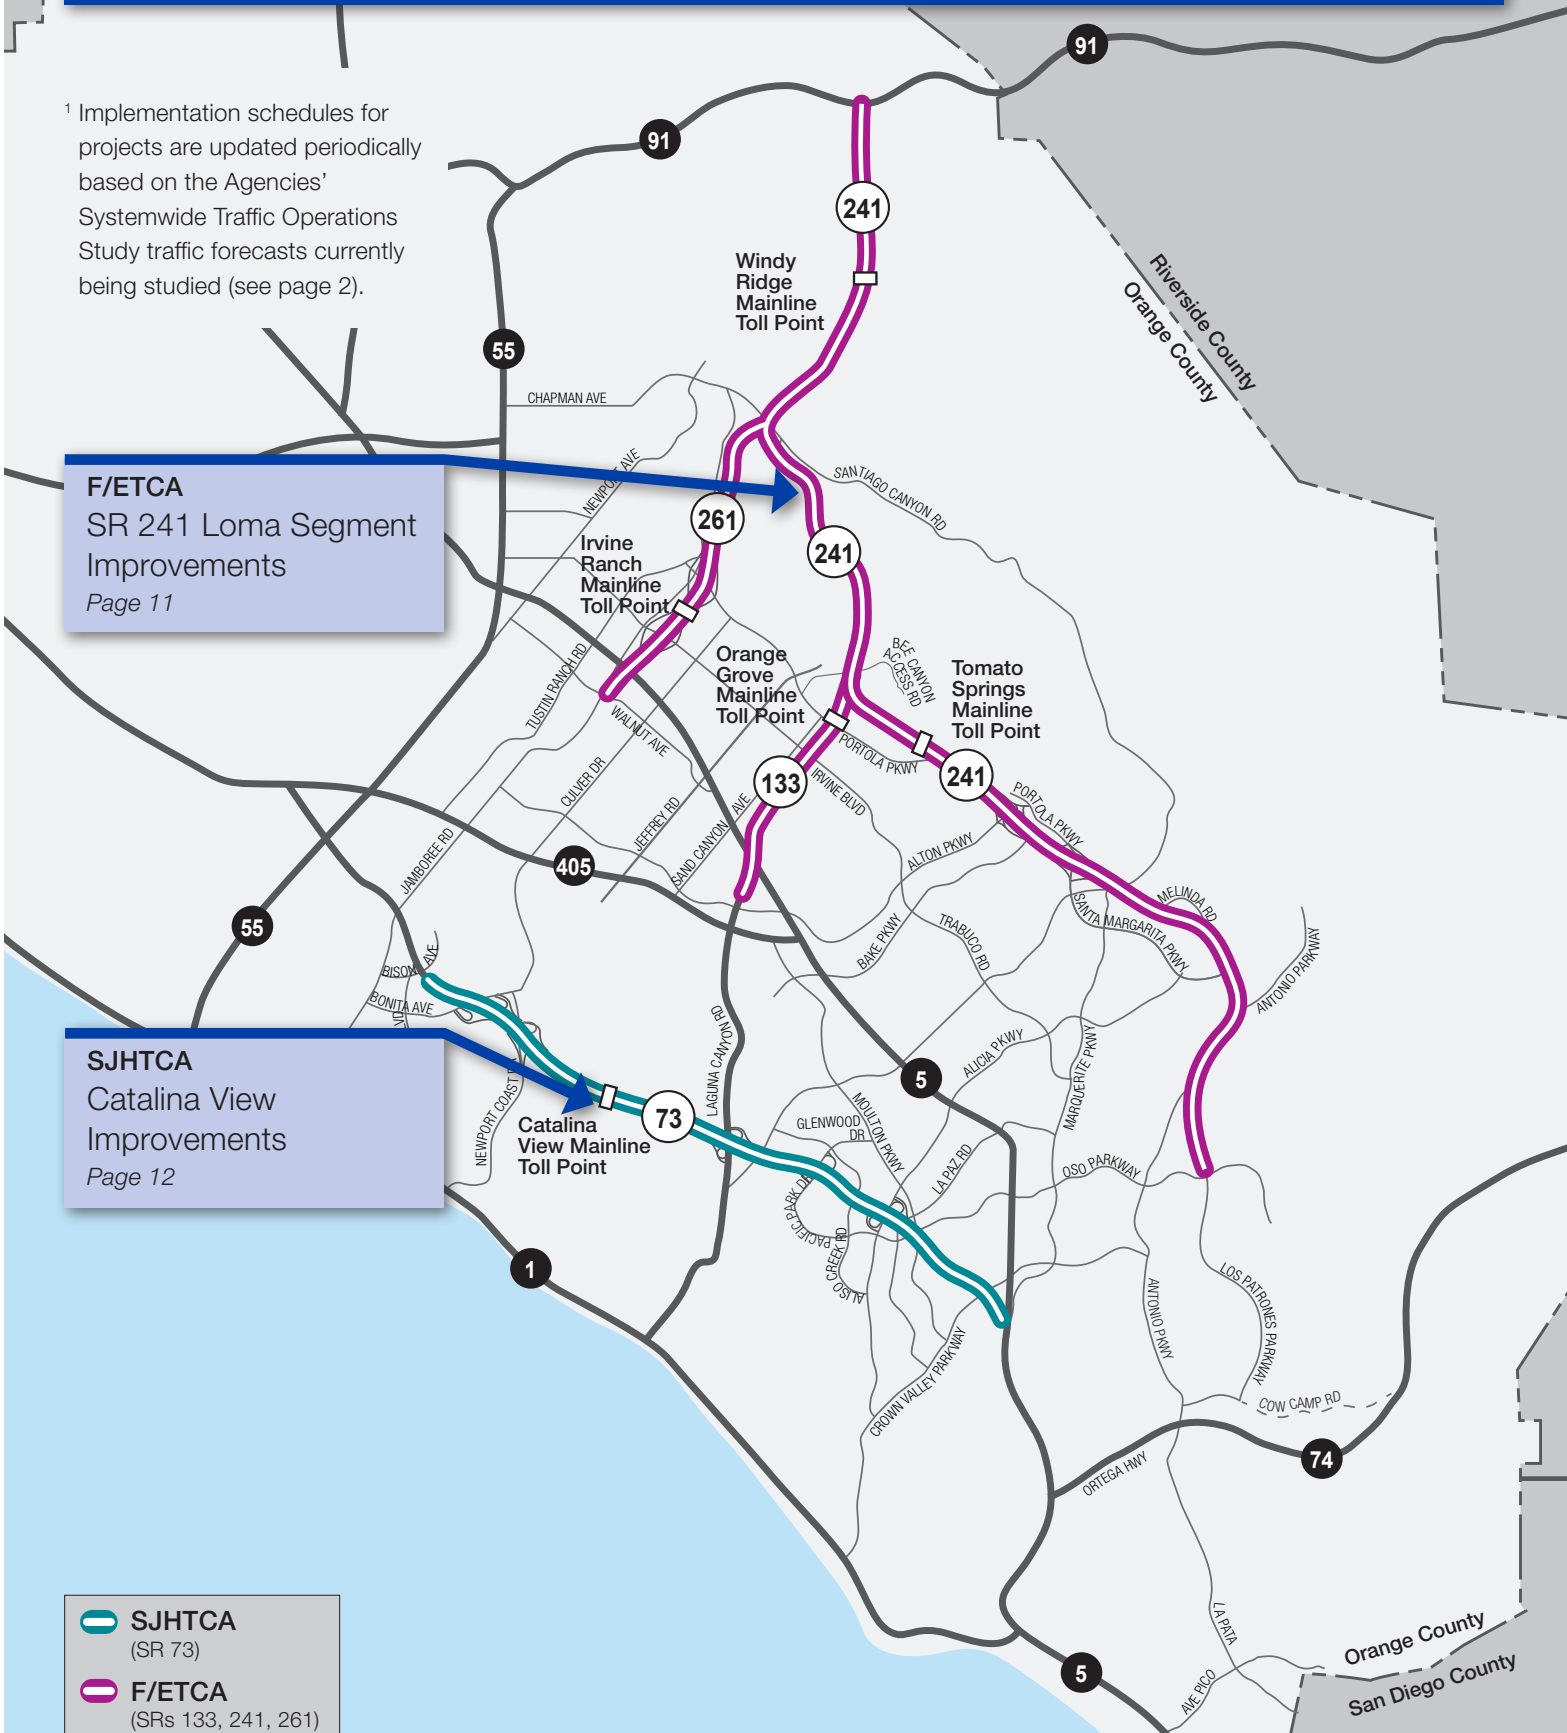 91
¹ Implementation schedules for
projects are updated periodically
based on the Agencies’
Systemwide Traffic Operations
Study traffic forecasts currently
being studied (see page 2).
91
241
Windy
Ridge
Mainline
Toll Point
Riverside County
Orange County
55
CHAPMAN AVE
NEWPORT AVE
SANTIAGO CANYON RD
F/ETCA
SR 241 Loma Segment
Improvements
Page 11
261
241
Irvine
Ranch
Mainline
Toll Point
TUSTIN RANCH RD
WALNUT AVE
Orange
Grove
Mainline
Toll Point
BEE CANYON
ACCESS RD
Tomato
Springs
Mainline
Toll Point
PORTOLA PKWY
241
133
IRVINE BLVD
CULVER DR
JEFFREY RD
SAND CANYON AVE
PORTOLA PKWY
JAMBOREE RD
405
ALTON PKWY
MELINDA RD
SANTA MARGARITA PKWY
55
BAKE PKWY
TRABUCO RD
ANTONIO PARKWAY
BISON AVE
BONITA AVE
LAGUNA CANYON RD
SJHTCA
Catalina View
Improvements
Page 12
NEWPORT COAST
Catalina
View Mainline
Toll Point
73
5
ALICIA PKWY
MARGUERITE PKWY
GLENWOOD
DR
MOULTON PKWY
LA PAZ RD
OSO PARKWAY
PACIFIC PARK DR
ALISO CREEK RD
1
CROWN VALLEY PARKWAY
ANTONIO PKWY
LOS PATRONES PARKWAY
COW CAMP RD
74
ORTEGA HWY
LA PATA
AVE PICO
5
Orange County
San Diego County
SJHTCA
(SR 73)
F/ETCA
(SRs 133, 241, 261)